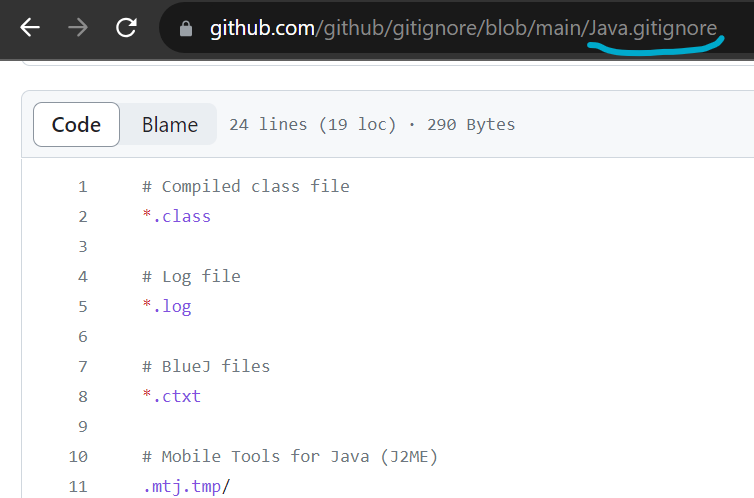 github.com/github/gitignore/blob/main/Java.gitignore
Code Blame 24 lines (19 loc) · 290 Bytes
1 # Compiled class file
2 *.class
3
4 # Log file
5 *.log
6
7 # BlueJ files
8 *.ctxt
9
10 # Mobile Tools for Java (J2ME)
11 .mtj.tmp/